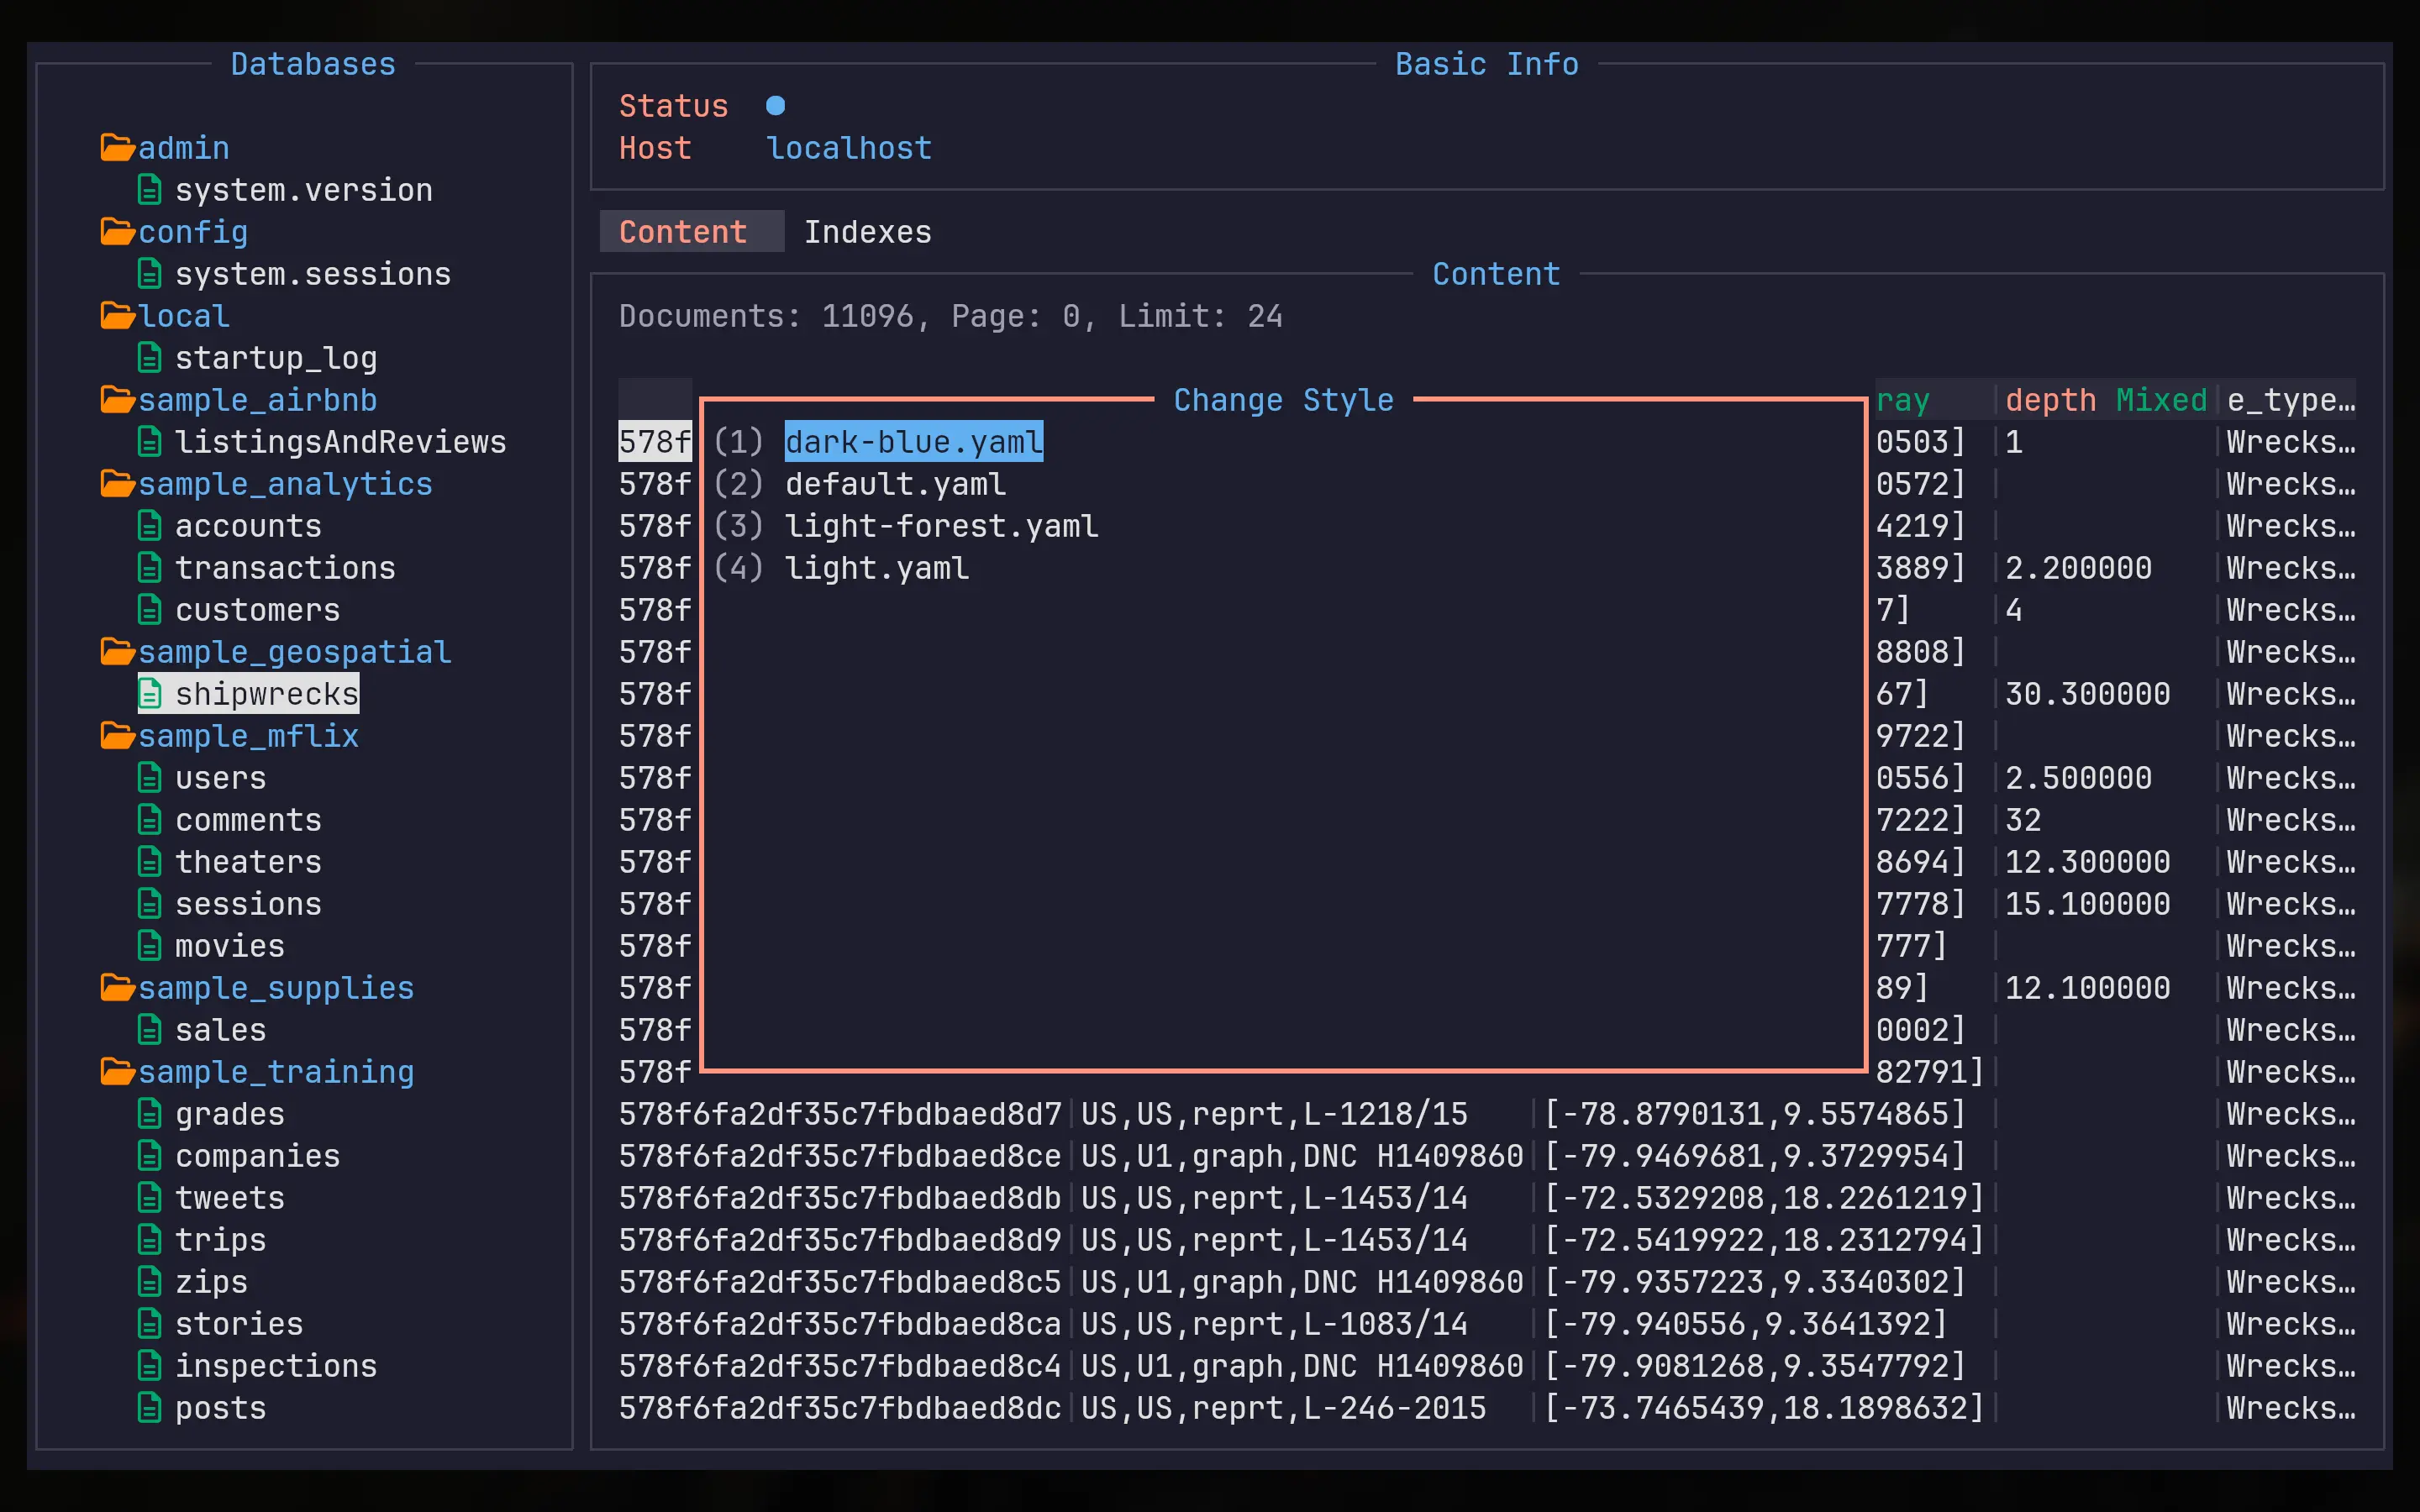 Databases
admin
system.version
config
system.sessions
local
startup_log
sample_airbnb
listingsAndReviews
sample_analytics
accounts
transactions
customers
sample_geospatial
shipwrecks
sample_mflix
users
comments
theaters
sessions
movies
sample_supplies
sales
sample_training
grades
companies
tweets
trips
zips
stories
inspections
posts
Basic Info
Status ●
Host localhost
Content Indexes
Content
Documents: 11096, Page: 0, Limit: 24
Change Style
(1) dark-blue.yaml
(2) default.yaml
(3) light-forest.yaml
(4) light.yaml
ray |depth Mixed|e_type…
578f 0503] |1 |Wrecks…
578f 0572] | |Wrecks…
578f 4219] | |Wrecks…
578f 3889] |2.200000 |Wrecks…
578f 7] |4 |Wrecks…
578f 8808] | |Wrecks…
578f 67] |30.300000 |Wrecks…
578f 9722] | |Wrecks…
578f 0556] |2.500000 |Wrecks…
578f 7222] |32 |Wrecks…
578f 8694] |12.300000 |Wrecks…
578f 7778] |15.100000 |Wrecks…
578f 777] | |Wrecks…
578f 89] |12.100000 |Wrecks…
578f 0002] | |Wrecks…
578f 82791]| |Wrecks…
578f6fa2df35c7fbdbaed8d7|US,US,reprt,L-1218/15 |[-78.8790131,9.5574865] | |Wrecks…
578f6fa2df35c7fbdbaed8ce|US,U1,graph,DNC H1409860|[-79.9469681,9.3729954] | |Wrecks…
578f6fa2df35c7fbdbaed8db|US,US,reprt,L-1453/14 |[-72.5329208,18.2261219]| |Wrecks…
578f6fa2df35c7fbdbaed8d9|US,US,reprt,L-1453/14 |[-72.5419922,18.2312794]| |Wrecks…
578f6fa2df35c7fbdbaed8c5|US,U1,graph,DNC H1409860|[-79.9357223,9.3340302] | |Wrecks…
578f6fa2df35c7fbdbaed8ca|US,US,reprt,L-1083/14 |[-79.940556,9.3641392] | |Wrecks…
578f6fa2df35c7fbdbaed8c4|US,U1,graph,DNC H1409860|[-79.9081268,9.3547792] | |Wrecks…
578f6fa2df35c7fbdbaed8dc|US,US,reprt,L-246-2015 |[-73.7465439,18.1898632]| |Wrecks…